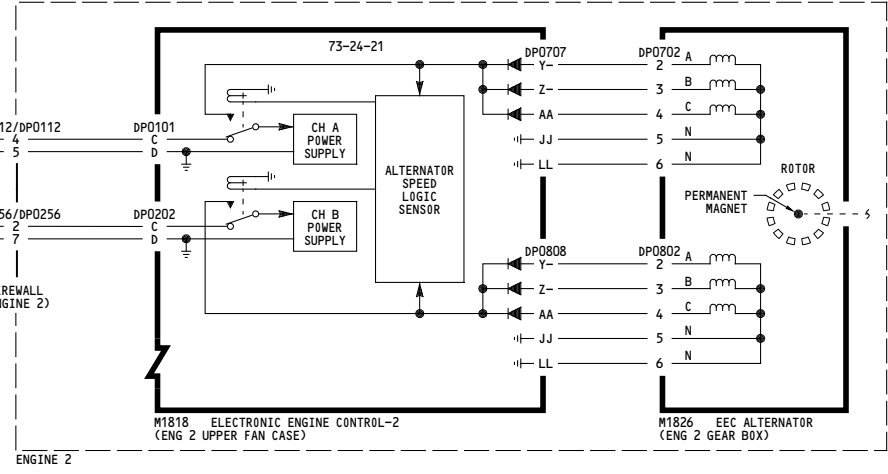 73-24-21
DP0707
DP0702
Y- 2 A
Z- 3 B
AA 4 C
JJ 5 N
LL 6 N
12/DP0112
DP0101
4 C
5 D
CH A
POWER
SUPPLY
ALTERNATOR
SPEED
LOGIC
SENSOR
ROTOR
PERMANENT
MAGNET
56/DP0256
DP0202
2 C
7 D
CH B
POWER
SUPPLY
DP0808
DP0802
Y- 2 A
Z- 3 B
AA 4 C
JJ 5 N
LL 6 N
IREWALL
GINE 2)
M1818 ELECTRONIC ENGINE CONTROL-2
(ENG 2 UPPER FAN CASE)
M1826 EEC ALTERNATOR
(ENG 2 GEAR BOX)
ENGINE 2